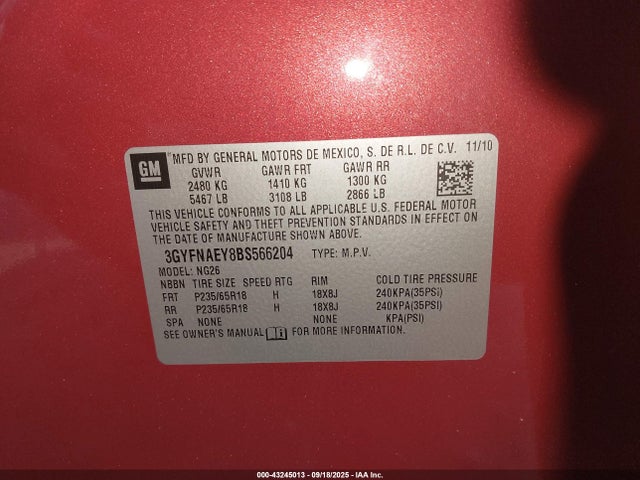 GM
MFD BY GENERAL MOTORS DE MEXICO, S. DE R.L. DE C.V. 11/10
GVWR GAWR FRT GAWR RR
2480 KG 1410 KG 1300 KG
5467 LB 3108 LB 2866 LB
THIS VEHICLE CONFORMS TO ALL APPLICABLE U.S. FEDERAL MOTOR
VEHICLE SAFETY AND THEFT PREVENTION STANDARDS IN EFFECT ON
THE DATE OF MANUFACTURE SHOWN ABOVE.
3GYFNAEY8BS566204 TYPE: M.P.V.
MODEL: NG26
NBBN TIRE SIZE SPEED RTG RIM COLD TIRE PRESSURE
FRT P235/65R18 H 18X8J 240KPA(35PSI)
RR P235/65R18 H 18X8J 240KPA(35PSI)
SPA NONE NONE KPA(PSI)
SEE OWNER'S MANUAL FOR MORE INFORMATION.
000-43245013 - 09/18/2025 - IAA Inc.